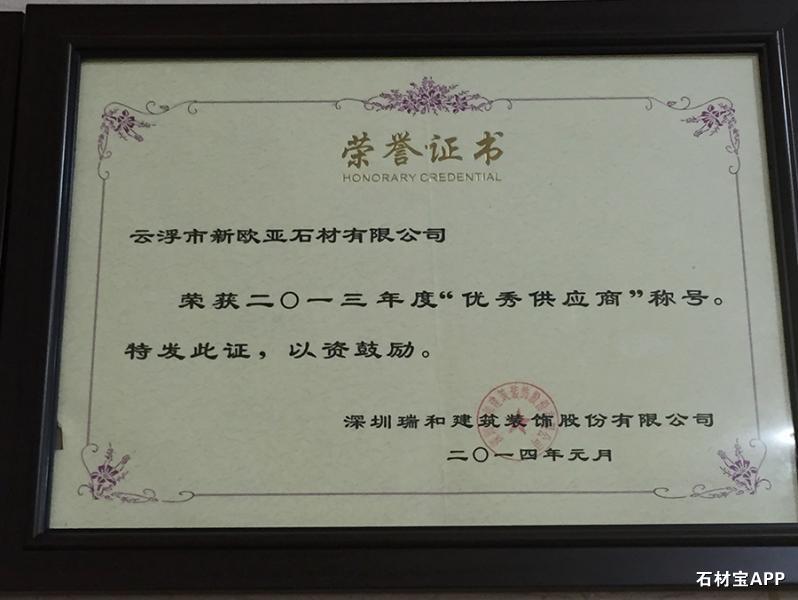 荣誉证书
HONORARY CREDENTIAL
云浮市新欧亚石材有限公司
荣获二〇一三年度“优秀供应商”称号。
特发此证，以资鼓励。
深圳瑞和建筑装饰股份有限公司
二〇一四年元月
石材宝APP